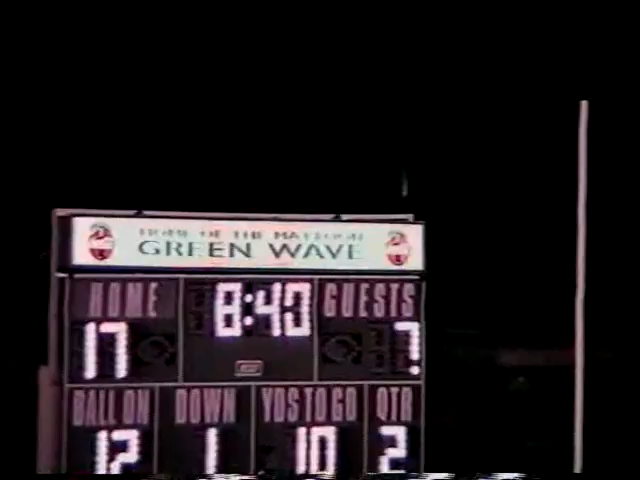 HOME OF THE
GREEN WAVE
HOME 8:43 GUESTS
17 7
BALL ON DOWN YDS TO GO QTR
12 1 10 2